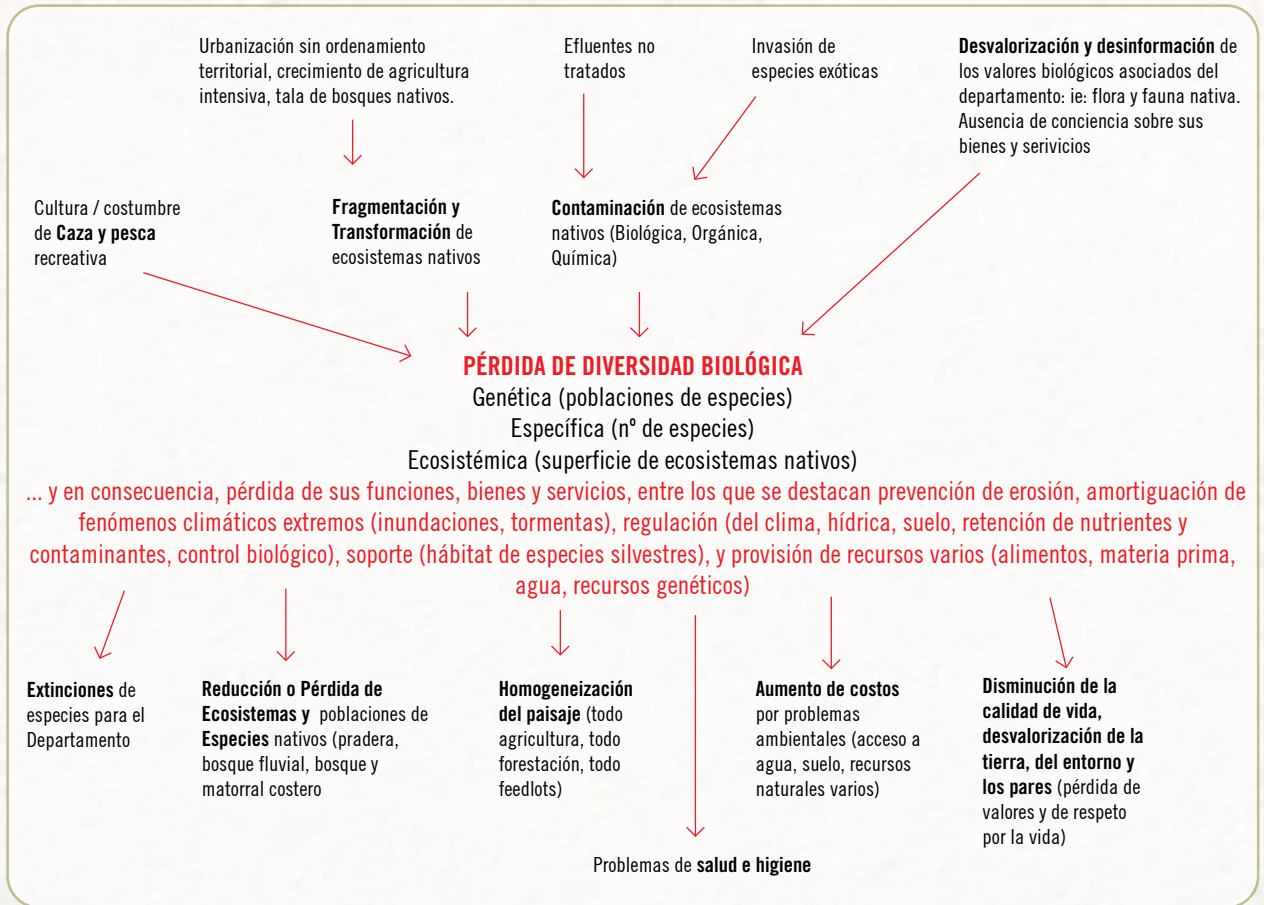 Urbanización sin ordenamiento
territorial, crecimiento de agricultura
intensiva, tala de bosques nativos.
Efluentes no
tratados
Invasión de
especies exóticas
Desvalorización y desinformación de
los valores biológicos asociados del
departamento: ie: flora y fauna nativa.
Ausencia de conciencia sobre sus
bienes y serivicios
Cultura / costumbre
de Caza y pesca
recreativa
Fragmentación y
Transformación de
ecosistemas nativos
Contaminación de ecosistemas
nativos (Biológica, Orgánica,
Química)
PÉRDIDA DE DIVERSIDAD BIOLÓGICA
Genética (poblaciones de especies)
Específica (nº de especies)
Ecosistémica (superficie de ecosistemas nativos)
... y en consecuencia, pérdida de sus funciones, bienes y servicios, entre los que se destacan prevención de erosión, amortiguación de
fenómenos climáticos extremos (inundaciones, tormentas), regulación (del clima, hídrica, suelo, retención de nutrientes y
contaminantes, control biológico), soporte (hábitat de especies silvestres), y provisión de recursos varios (alimentos, materia prima,
agua, recursos genéticos)
Extinciones de
especies para el
Departamento
Reducción o Pérdida de
Ecosistemas y poblaciones de
Especies nativos (pradera,
bosque fluvial, bosque y
matorral costero
Homogeneización
del paisaje (todo
agricultura, todo
forestación, todo
feedlots)
Aumento de costos
por problemas
ambientales (acceso a
agua, suelo, recursos
naturales varios)
Disminución de la
calidad de vida,
desvalorización de la
tierra, del entorno y
los pares (pérdida de
valores y de respeto
por la vida)
Problemas de salud e higiene